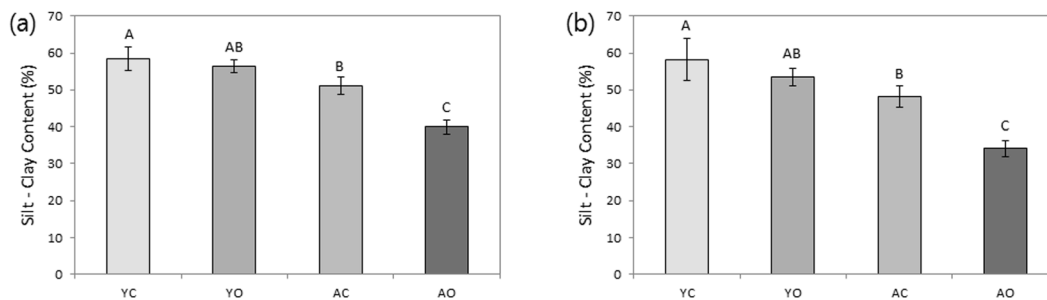 (a)
Silt - Clay Content (%)
70
60
50
40
30
20
10
0
A
AB
B
C
YC YO AC AO
(b)
Silt - Clay Content (%)
70
60
50
40
30
20
10
0
A
AB
B
C
YC YO AC AO